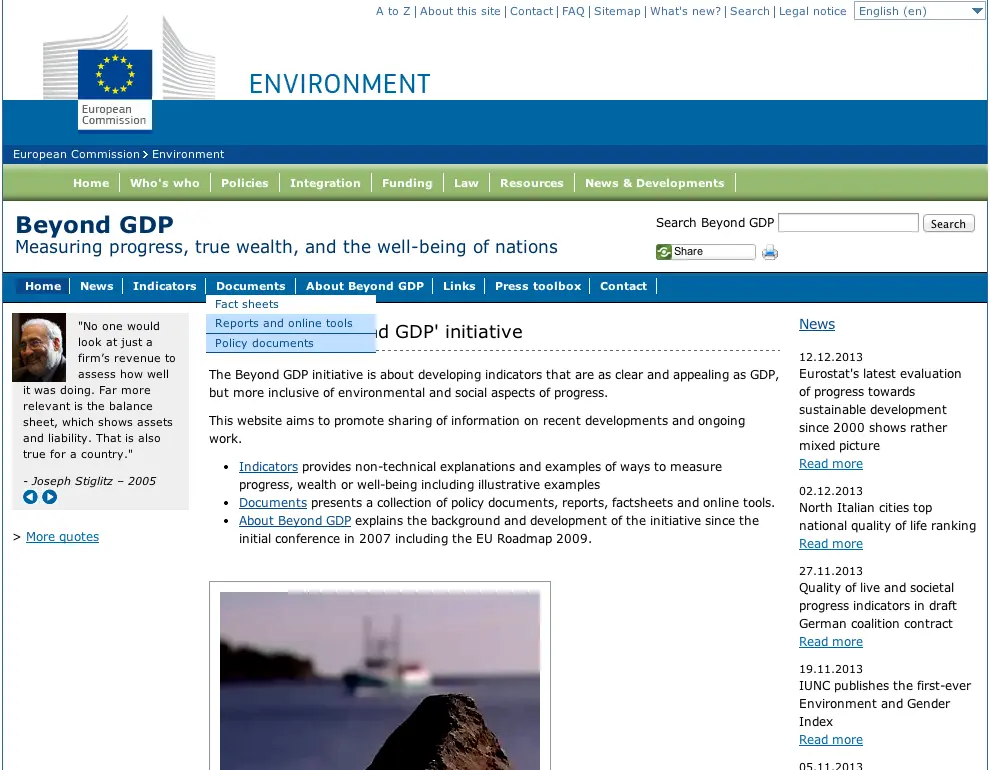 A to Z | About this site | Contact | FAQ | Sitemap | What's new? | Search | Legal notice English (en)
ENVIRONMENT
European
Commission
European Commission > Environment
Home Who's who Policies Integration Funding Law Resources News & Developments
Beyond GDP
Measuring progress, true wealth, and the well-being of nations
Search Beyond GDP Search
Share
Home News Indicators Documents About Beyond GDP Links Press toolbox Contact
Fact sheets
Reports and online tools
Policy documents
"No one would
look at just a
firm's revenue to
assess how well
it was doing. Far more
relevant is the balance
sheet, which shows assets
and liability. That is also
true for a country."
- Joseph Stiglitz – 2005
> More quotes
GDP' initiative
The Beyond GDP initiative is about developing indicators that are as clear and appealing as GDP,
but more inclusive of environmental and social aspects of progress.
This website aims to promote sharing of information on recent developments and ongoing
work.
• Indicators provides non-technical explanations and examples of ways to measure
progress, wealth or well-being including illustrative examples
• Documents presents a collection of policy documents, reports, factsheets and online tools.
• About Beyond GDP explains the background and development of the initiative since the
initial conference in 2007 including the EU Roadmap 2009.
News
12.12.2013
Eurostat's latest evaluation
of progress towards
sustainable development
since 2000 shows rather
mixed picture
Read more
02.12.2013
North Italian cities top
national quality of life ranking
Read more
27.11.2013
Quality of live and societal
progress indicators in draft
German coalition contract
Read more
19.11.2013
IUNC publishes the first-ever
Environment and Gender
Index
Read more
05.11.2013